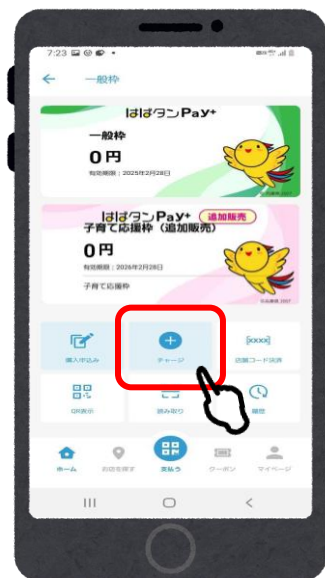 7:23
一般枠
はばタンPay+
一般枠
0円
有効期限：2025年2月28日
はばタンPay+ 追加販売
子育て応援枠（追加販売）
0円
有効期限：2026年2月28日
子育て応援枠
購入申込み チャージ [xxxx] 店舗コード決済
QR表示 読み取り 履歴
ホーム お店を探す 支払う クーポン マイページ